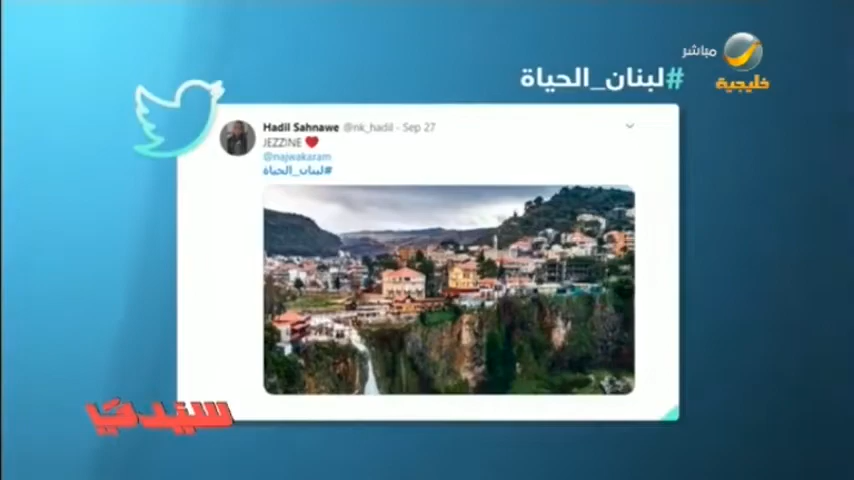 مباشر
خليجية
#لبنان_الحياة
Hadil Sahnawe @nk_hadil - Sep 27
JEZZINE ❤️
@najwakaram
#لبنان_الحياة
سيدتي